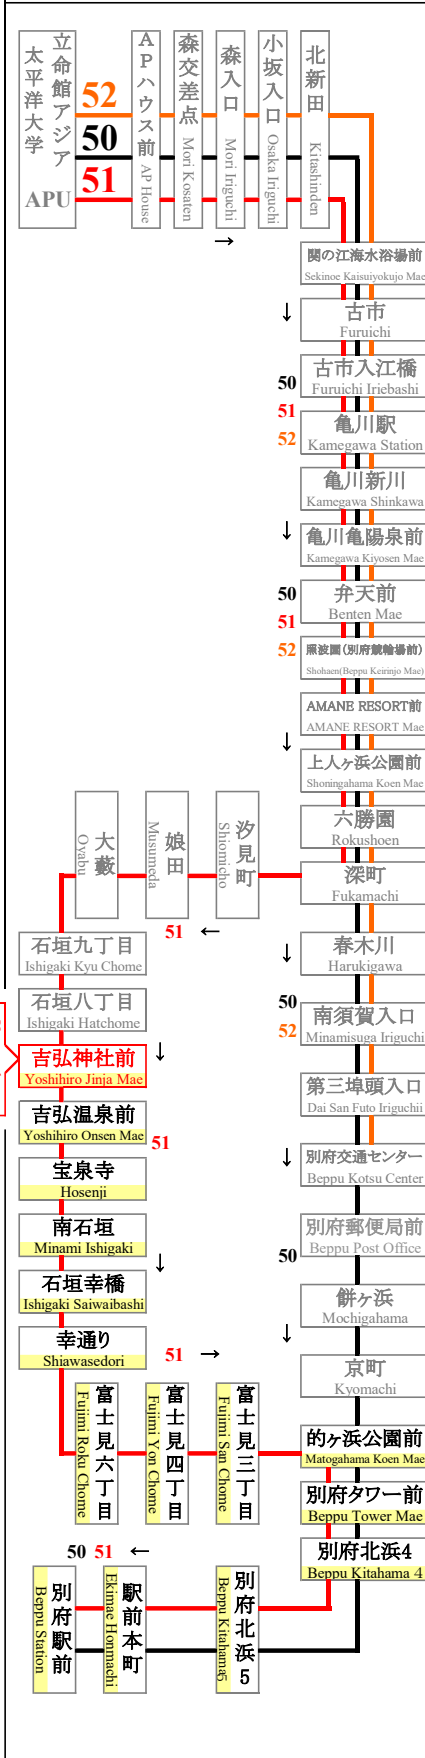 立命館アジア
太平洋大学
APU
52
50
51
APハウス前
AP House
森交差点
Mori Kosaten
森入口
Mori Iriguchi
小坂入口
Osaka Iriguchi
北新田
Kitashinden
→
関の江海水浴場前
Sekinoe Kaisuiyokujo Mae
↓
古市
Furuichi
古市入江橋
50
Furuichi Iriebashi
51
亀川駅
52
Kamegawa Station
亀川新川
Kamegawa Shinkawa
↓
亀川亀陽泉前
Kamegawa Kiyosen Mae
50
弁天前
Benten Mae
51
52
照波園(別府競輪場前)
Shohaen(Beppu Keirinjo Mae)
AMANE RESORT前
AMANE RESORT Mae
↓
上人ヶ浜公園前
Shoningahama Koen Mae
六勝園
Rokushoen
深町
Fukamachi
汐見町
Shiomicho
娘田
Musumeda
大藪
Oyabu
51 ←
石垣九丁目
Ishigaki Kyu Chome
石垣八丁目
Ishigaki Hatchome
↓
吉弘神社前
Yoshihiro Jinja Mae
吉弘温泉前
Yoshihiro Onsen Mae
51
宝泉寺
Hosenji
南石垣
Minami Ishigaki
↓
石垣幸橋
Ishigaki Saiwaibashi
幸通り
Shiawasedori
51 →
富士見六丁目
Fujimi Roku Chome
富士見四丁目
Fujimi Yon Chome
富士見三丁目
Fujimi San Chome
↓
春木川
Harukigawa
50
52
南須賀入口
Minamisuga Iriguchi
第三埠頭入口
Dai San Futo Iriguchii
↓
別府交通センター
Beppu Kotsu Center
別府郵便局前
Beppu Post Office
50
餅ヶ浜
Mochigahama
↓
京町
Kyomachi
的ヶ浜公園前
Matogahama Koen Mae
別府タワー前
Beppu Tower Mae
別府北浜4
Beppu Kitahama 4
50 51 ←
別府北浜5
Beppu Kitahama5
駅前本町
Ekimae Honmachi
別府駅前
Beppu Station